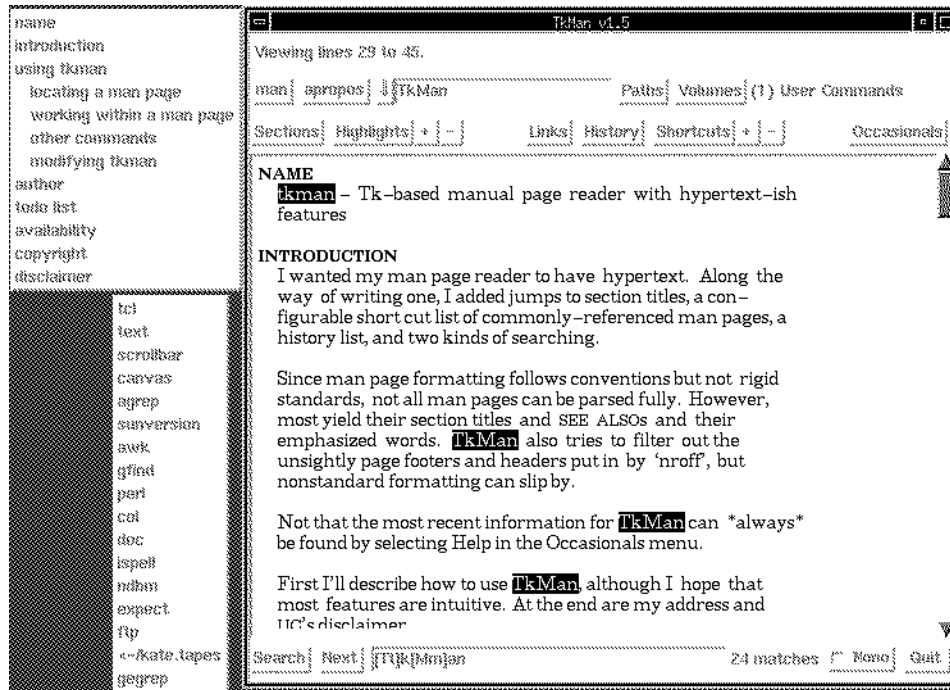 name
introduction
using tkman
locating a man page
working within a man page
other commands
modifying tkman
author
todo list
availability
copyright
disclaimer
tcl
text
scrollbar
canvas
agrep
sunversion
awk
gfind
perl
col
doc
ispell
ndbm
expect
ftp
<~/kate.tapes
gegrep
TkMan v1.5
Viewing lines 29 to 45.
man apropos ⇓ TkMan Paths Volumes (1) User Commands
Sections Highlights + - Links History Shortcuts + - Occasionals
NAME
tkman – Tk–based manual page reader with hypertext–ish
features
INTRODUCTION
I wanted my man page reader to have hypertext. Along the
way of writing one, I added jumps to section titles, a con–
figurable short cut list of commonly–referenced man pages, a
history list, and two kinds of searching.
Since man page formatting follows conventions but not rigid
standards, not all man pages can be parsed fully. However,
most yield their section titles and SEE ALSOs and their
emphasized words. TkMan also tries to filter out the
unsightly page footers and headers put in by ‘nroff’, but
nonstandard formatting can slip by.
Not that the most recent information for TkMan can *always*
be found by selecting Help in the Occasionals menu.
First I'll describe how to use TkMan, although I hope that
most features are intuitive. At the end are my address and
UC's disclaimer
Search Next [Tt]k[Mm]an 24 matches Mono Quit